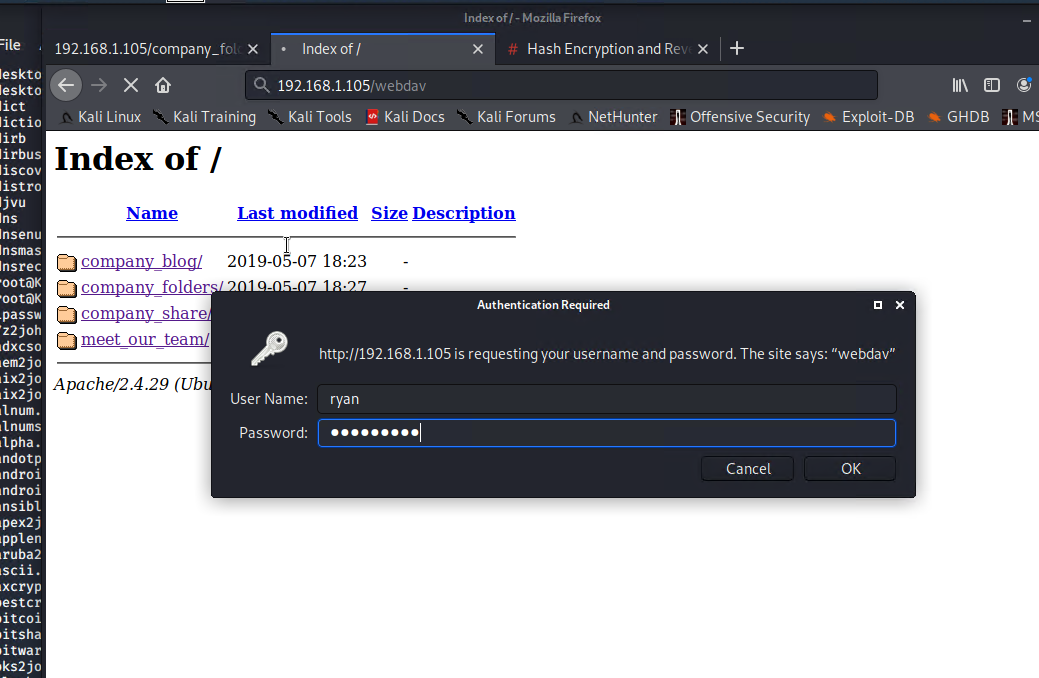 Index of / - Mozilla Firefox
File
192.168.1.105/company_fol
Index of /
# Hash Encryption and Reve
192.168.1.105/webdav
Kali Linux Kali Training Kali Tools Kali Docs Kali Forums NetHunter Offensive Security Exploit-DB GHDB MS
Index of /
Name Last modified Size Description
company_blog/ 2019-05-07 18:23 -
company_folders/ 2019-05-07 18:27 -
company_share/
meet_our_team/
Apache/2.4.29 (Ubu
Authentication Required
http://192.168.1.105 is requesting your username and password. The site says: “webdav”
User Name: ryan
Password: •••••••••
Cancel OK
deskto
deskto
dict
dictio
dirb
dirbus
discov
distro
djvu
dns
dnsenu
dnsmas
dnsrec
root@K
root@K
1passw
7z2joh
adxcso
aem2jo
aix2jo
aix2jo
alnum.
alnums
alpha.
andotp
androi
androi
ansibl
apex2j
applen
aruba2
ascii.
axcryp
bestcr
bitcoi
bitsha
bitwar
bks2jo